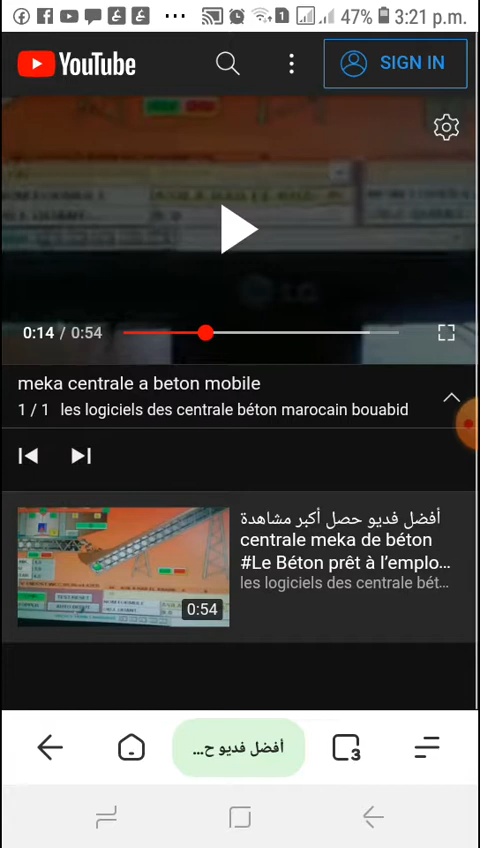 47% 3:21 p.m.
YouTube
SIGN IN
LG
0:14 / 0:54
meka centrale a beton mobile
1 / 1 les logiciels des centrale béton marocain bouabid
أفضل فديو حصل أكبر مشاهدة
centrale meka de béton
#Le Béton prêt à l’emplo...
les logiciels des centrale bét...
0:54
أفضل فديو ح...
3